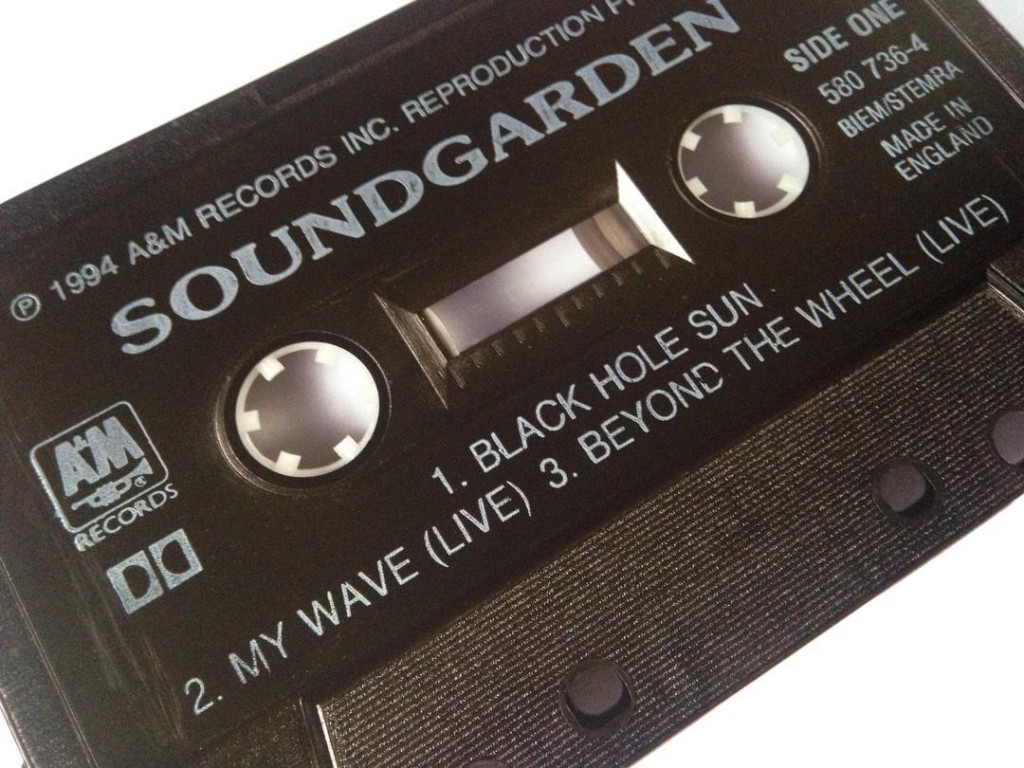 ℗ 1994 A&M RECORDS INC. REPRODUCTION
SOUNDGARDEN
SIDE ONE
580 736-4
BIEM/STEMRA
MADE IN
ENGLAND
A&M
®
RECORDS
1. BLACK HOLE SUN
2. MY WAVE (LIVE) 3. BEYOND THE WHEEL (LIVE)